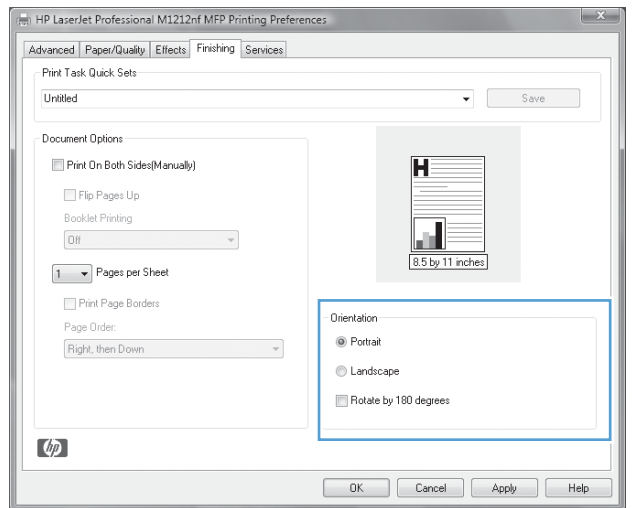 HP LaserJet Professional M1212nf MFP Printing Preferences
Advanced Paper/Quality Effects Finishing Services
Print Task Quick Sets
Untitled
Save
Document Options
Print On Both Sides(Manually)
Flip Pages Up
Booklet Printing
Off
1 Pages per Sheet
Print Page Borders
Page Order:
Right, then Down
H
8.5 by 11 inches
Orientation
Portrait
Landscape
Rotate by 180 degrees
hp
OK Cancel Apply Help